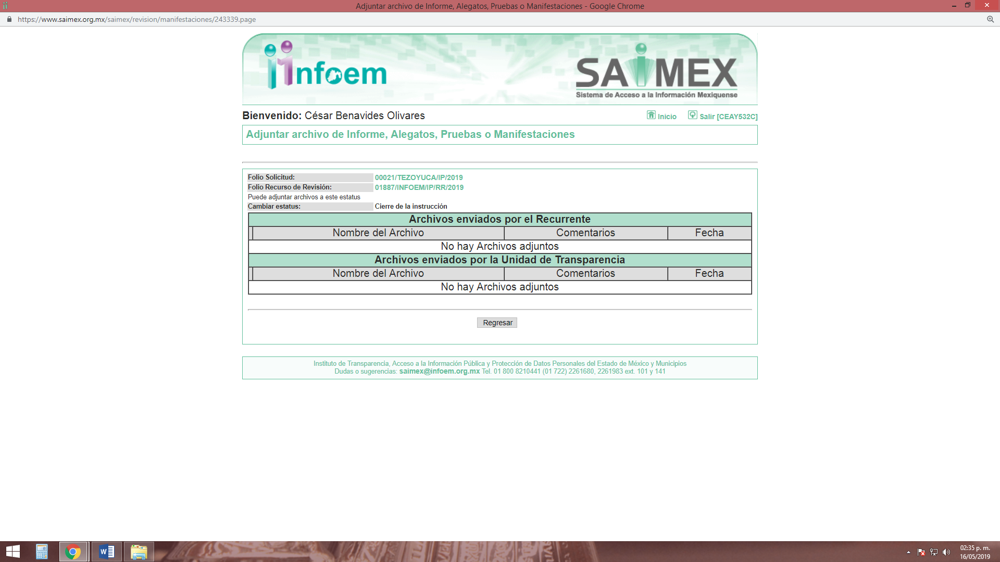 Adjuntar archivo de Informe, Alegatos, Pruebas o Manifestaciones - Google Chrome
https://www.saimex.org.mx/saimex/revision/manifestaciones/243339.page
infoem
SAIMEX
Sistema de Acceso a la Información Mexiquense
Bienvenido: César Benavides Olivares
Inicio
Salir [CEAY532C]
Adjuntar archivo de Informe, Alegatos, Pruebas o Manifestaciones
Folio Solicitud: 00021/TEZOYUCA/IP/2019
Folio Recurso de Revisión: 01887/INFOEM/IP/RR/2019
Puede adjuntar archivos a este estatus
Cambiar estatus: Cierre de la instrucción
Archivos enviados por el Recurrente
Nombre del Archivo Comentarios Fecha
No hay Archivos adjuntos
Archivos enviados por la Unidad de Transparencia
Nombre del Archivo Comentarios Fecha
No hay Archivos adjuntos
Regresar
Instituto de Transparencia, Acceso a la Información Pública y Protección de Datos Personales del Estado de México y Municipios
Dudas o sugerencias: saimex@infoem.org.mx Tel. 01 800 8210441 (01 722) 2261680, 2261983 ext. 101 y 141
02:35 p. m.
16/05/2019